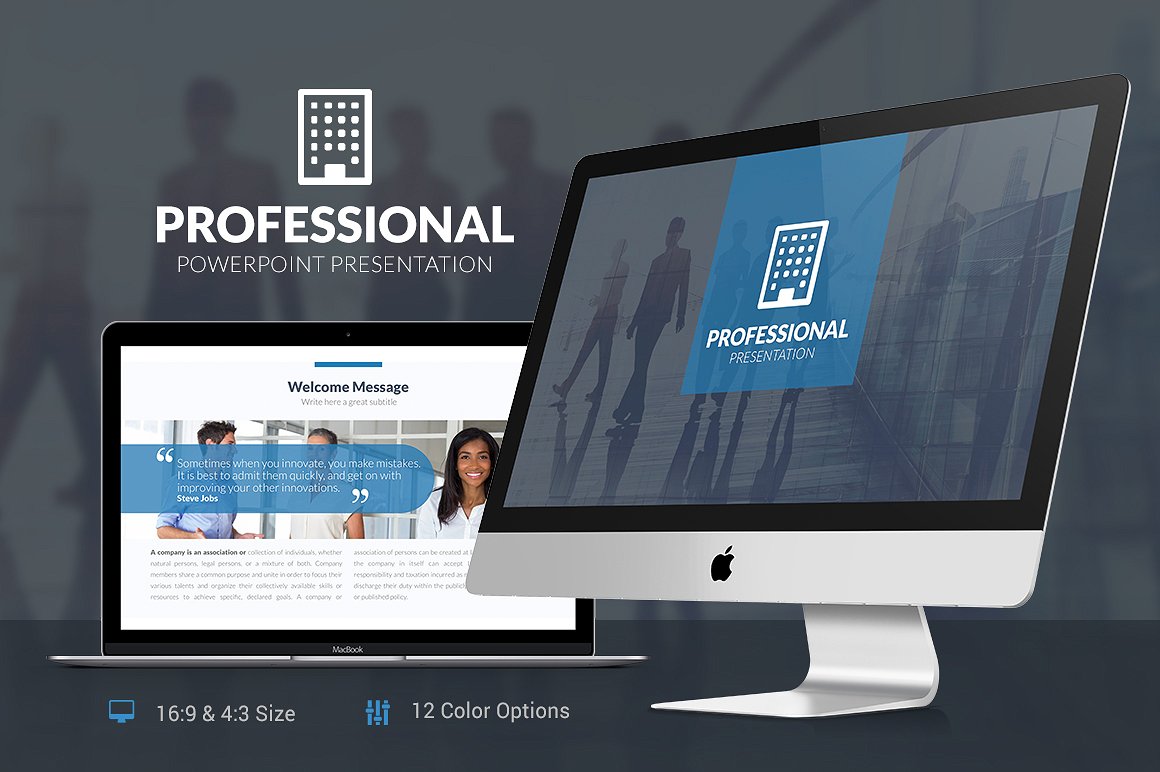 PROFESSIONAL
POWERPOINT PRESENTATION
PROFESSIONAL
PRESENTATION
Welcome Message
Write here a great subtitle
“ Sometimes when you innovate, you make mistakes.
It is best to admit them quickly, and get on with
improving your other innovations. ”
Steve Jobs
A company is an association or collection of individuals, whether
natural persons, legal persons, or a mixture of both. Company
members share a common purpose and unite in order to focus their
various talents and organize their collectively available skills or
resources to achieve specific, declared goals. A company or
association of persons can be created at
the company in itself can accept
responsibility and taxation incurred as
discharge their duty within the
or published policy.
MacBook
16:9 & 4:3 Size
12 Color Options